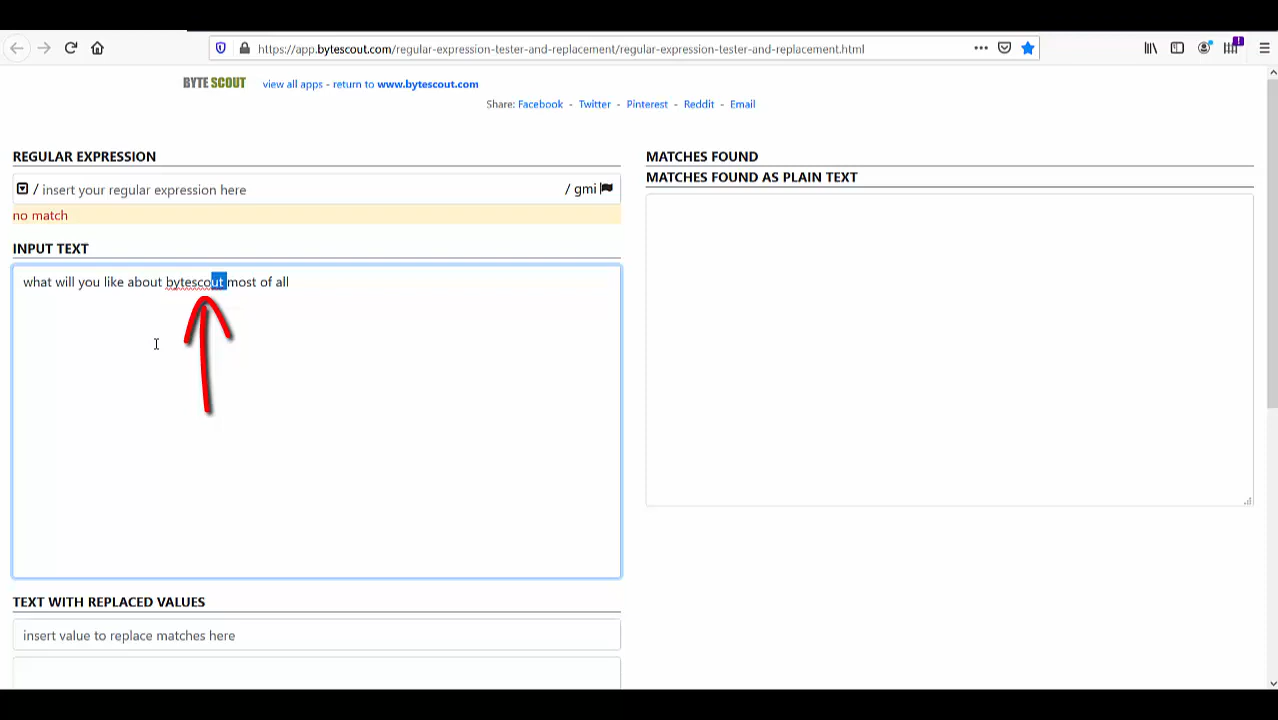 https://app.bytescout.com/regular-expression-tester-and-replacement/regular-expression-tester-and-replacement.html
BYTE SCOUT view all apps - return to www.bytescout.com
Share: Facebook - Twitter - Pinterest - Reddit - Email
REGULAR EXPRESSION
/ insert your regular expression here / gmi
no match
INPUT TEXT
what will you like about bytescout most of all
TEXT WITH REPLACED VALUES
insert value to replace matches here
MATCHES FOUND
MATCHES FOUND AS PLAIN TEXT